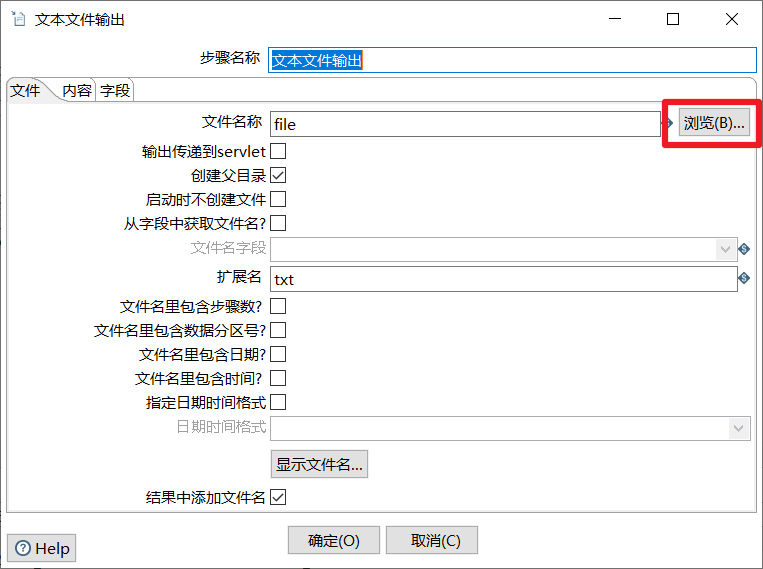 文本文件输出
步骤名称 文本文件输出
文件 内容 字段
文件名称 file 浏览(B)...
输出传递到servlet
创建父目录
启动时不创建文件
从字段中获取文件名?
文件名字段
扩展名 txt
文件名里包含步骤数?
文件名里包含数据分区号?
文件名里包含日期?
文件名里包含时间?
指定日期时间格式
日期时间格式
显示文件名...
结果中添加文件名
Help 确定(O) 取消(C)